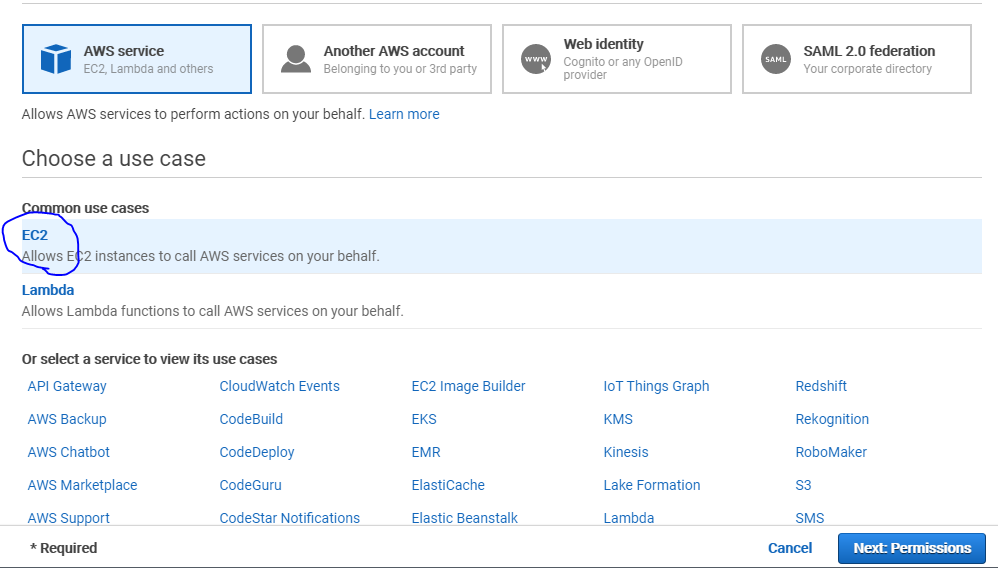 AWS service
EC2, Lambda and others
Another AWS account
Belonging to you or 3rd party
www
Web identity
Cognito or any OpenID
provider
SAML
SAML 2.0 federation
Your corporate directory
Allows AWS services to perform actions on your behalf. Learn more
Choose a use case
Common use cases
EC2
Allows EC2 instances to call AWS services on your behalf.
Lambda
Allows Lambda functions to call AWS services on your behalf.
Or select a service to view its use cases
API Gateway CloudWatch Events EC2 Image Builder IoT Things Graph Redshift
AWS Backup CodeBuild EKS KMS Rekognition
AWS Chatbot CodeDeploy EMR Kinesis RoboMaker
AWS Marketplace CodeGuru ElastiCache Lake Formation S3
AWS Support CodeStar Notifications Elastic Beanstalk Lambda SMS
* Required Cancel Next: Permissions